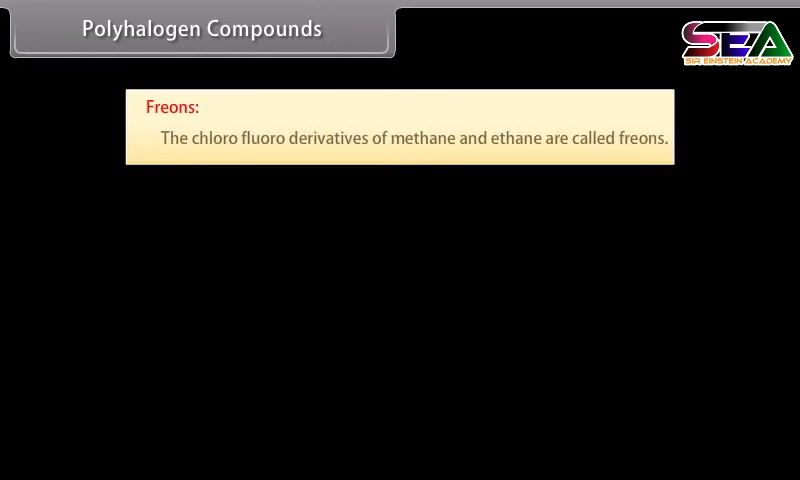 Polyhalogen Compounds
SEA
SIR EINSTEIN ACADEMY
Freons:
The chloro fluoro derivatives of methane and ethane are called freons.